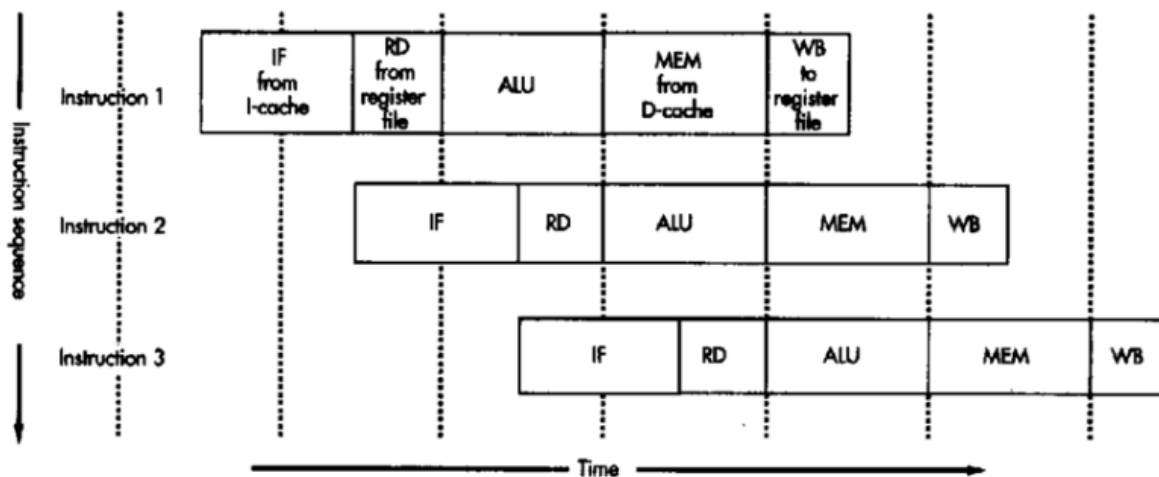 Instruction sequence
Instruction 1
IF
from
I-cache
RD
from
register
file
ALU
MEM
from
D-cache
WB
to
register
file
Instruction 2
IF
RD
ALU
MEM
WB
Instruction 3
IF
RD
ALU
MEM
WB
Time